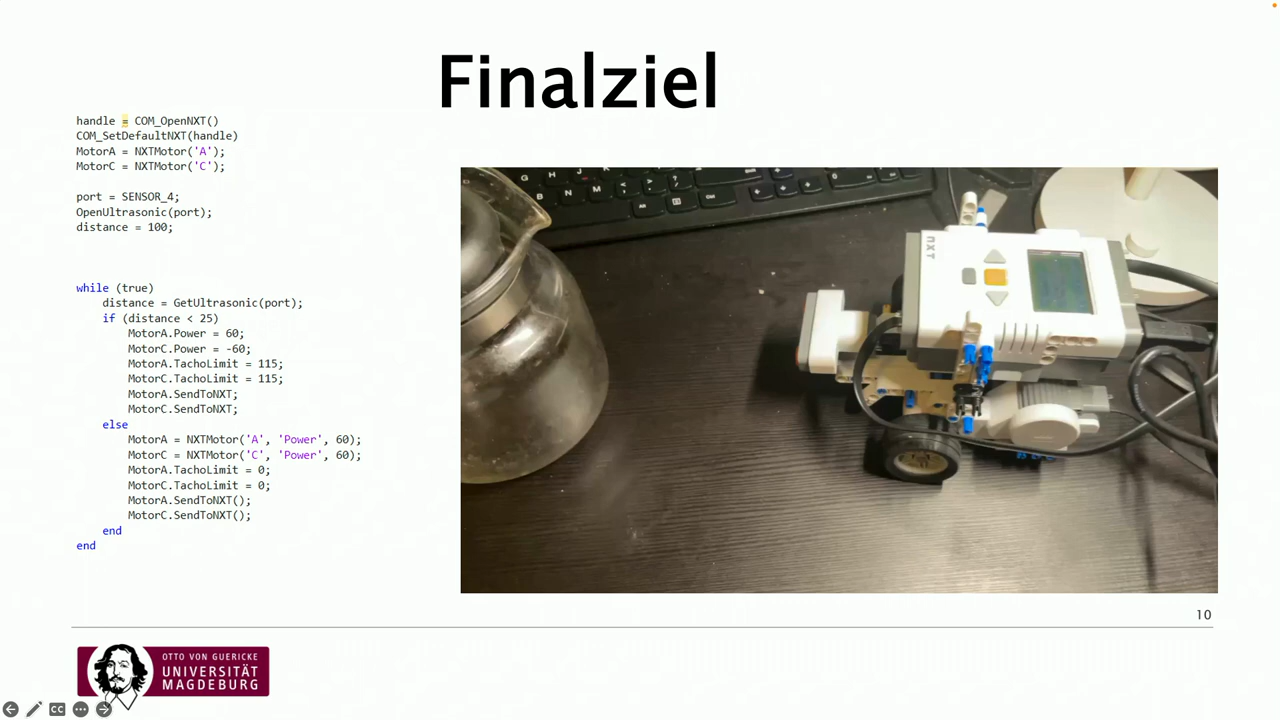 Finalziel
handle = COM_OpenNXT()
COM_SetDefaultNXT(handle)
MotorA = NXTMotor('A');
MotorC = NXTMotor('C');
port = SENSOR_4;
OpenUltrasonic(port);
distance = 100;
while (true)
distance = GetUltrasonic(port);
if (distance < 25)
MotorA.Power = 60;
MotorC.Power = -60;
MotorA.TachoLimit = 115;
MotorC.TachoLimit = 115;
MotorA.SendToNXT;
MotorC.SendToNXT;
else
MotorA = NXTMotor('A', 'Power', 60);
MotorC = NXTMotor('C', 'Power', 60);
MotorA.TachoLimit = 0;
MotorC.TachoLimit = 0;
MotorA.SendToNXT();
MotorC.SendToNXT();
end
end
NXT
10
OTTO VON GUERICKE
UNIVERSITÄT
MAGDEBURG
CC